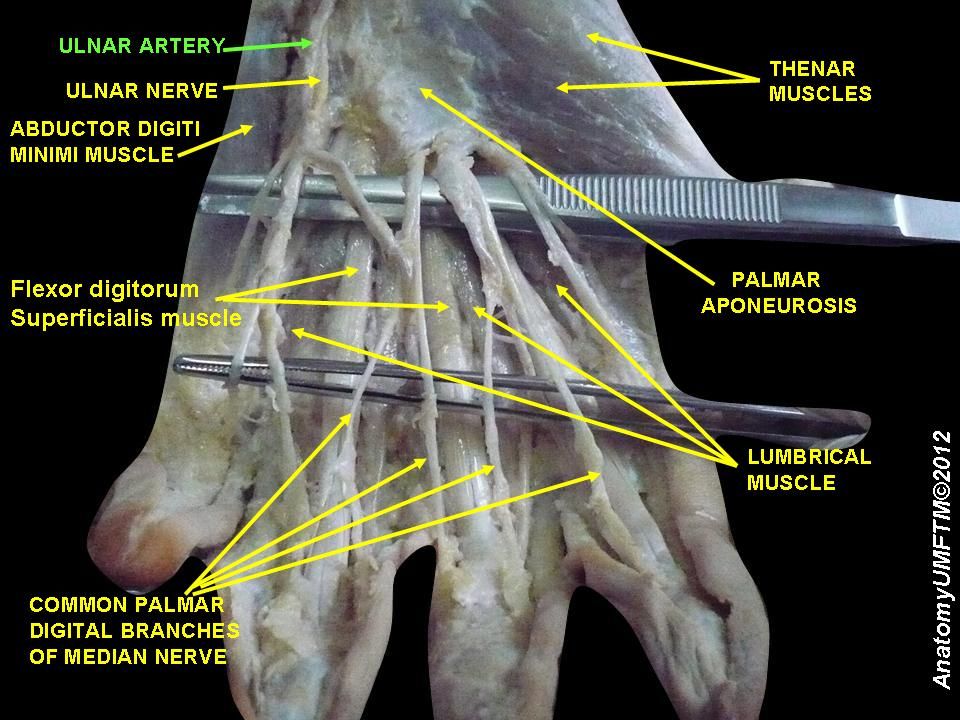 ULNAR ARTERY
ULNAR NERVE
ABDUCTOR DIGITI
MINIMI MUSCLE
THENAR
MUSCLES
Flexor digitorum
Superficialis muscle
PALMAR
APONEUROSIS
LUMBRICAL
MUSCLE
COMMON PALMAR
DIGITAL BRANCHES
OF MEDIAN NERVE
AnatomyUMFTM©2012